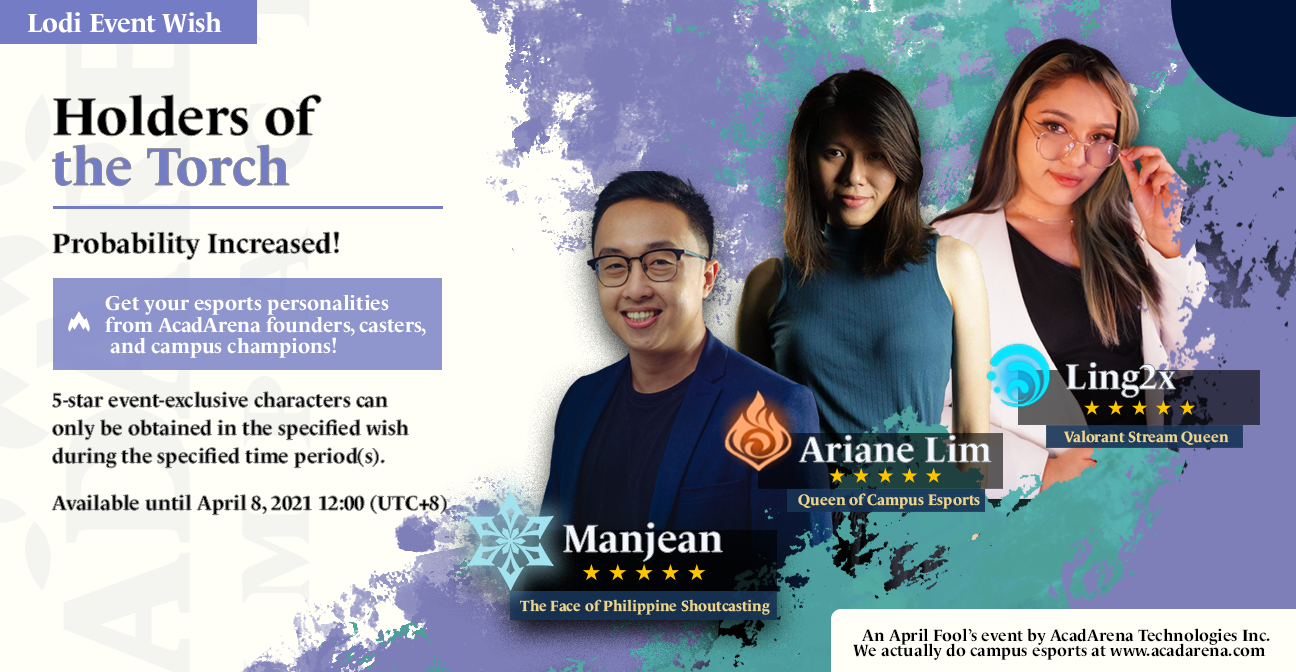 Lodi Event Wish
Holders of
the Torch
Probability Increased!
Get your esports personalities
from AcadArena founders, casters,
and campus champions!
5-star event-exclusive characters can
only be obtained in the specified wish
during the specified time period(s).
Available until April 8, 2021 12:00 (UTC+8)
Ling2x
Valorant Stream Queen
Ariane Lim
Queen of Campus Esports
Manjean
The Face of Philippine Shoutcasting
An April Fool's event by AcadArena Technologies Inc.
We actually do campus esports at www.acadarena.com